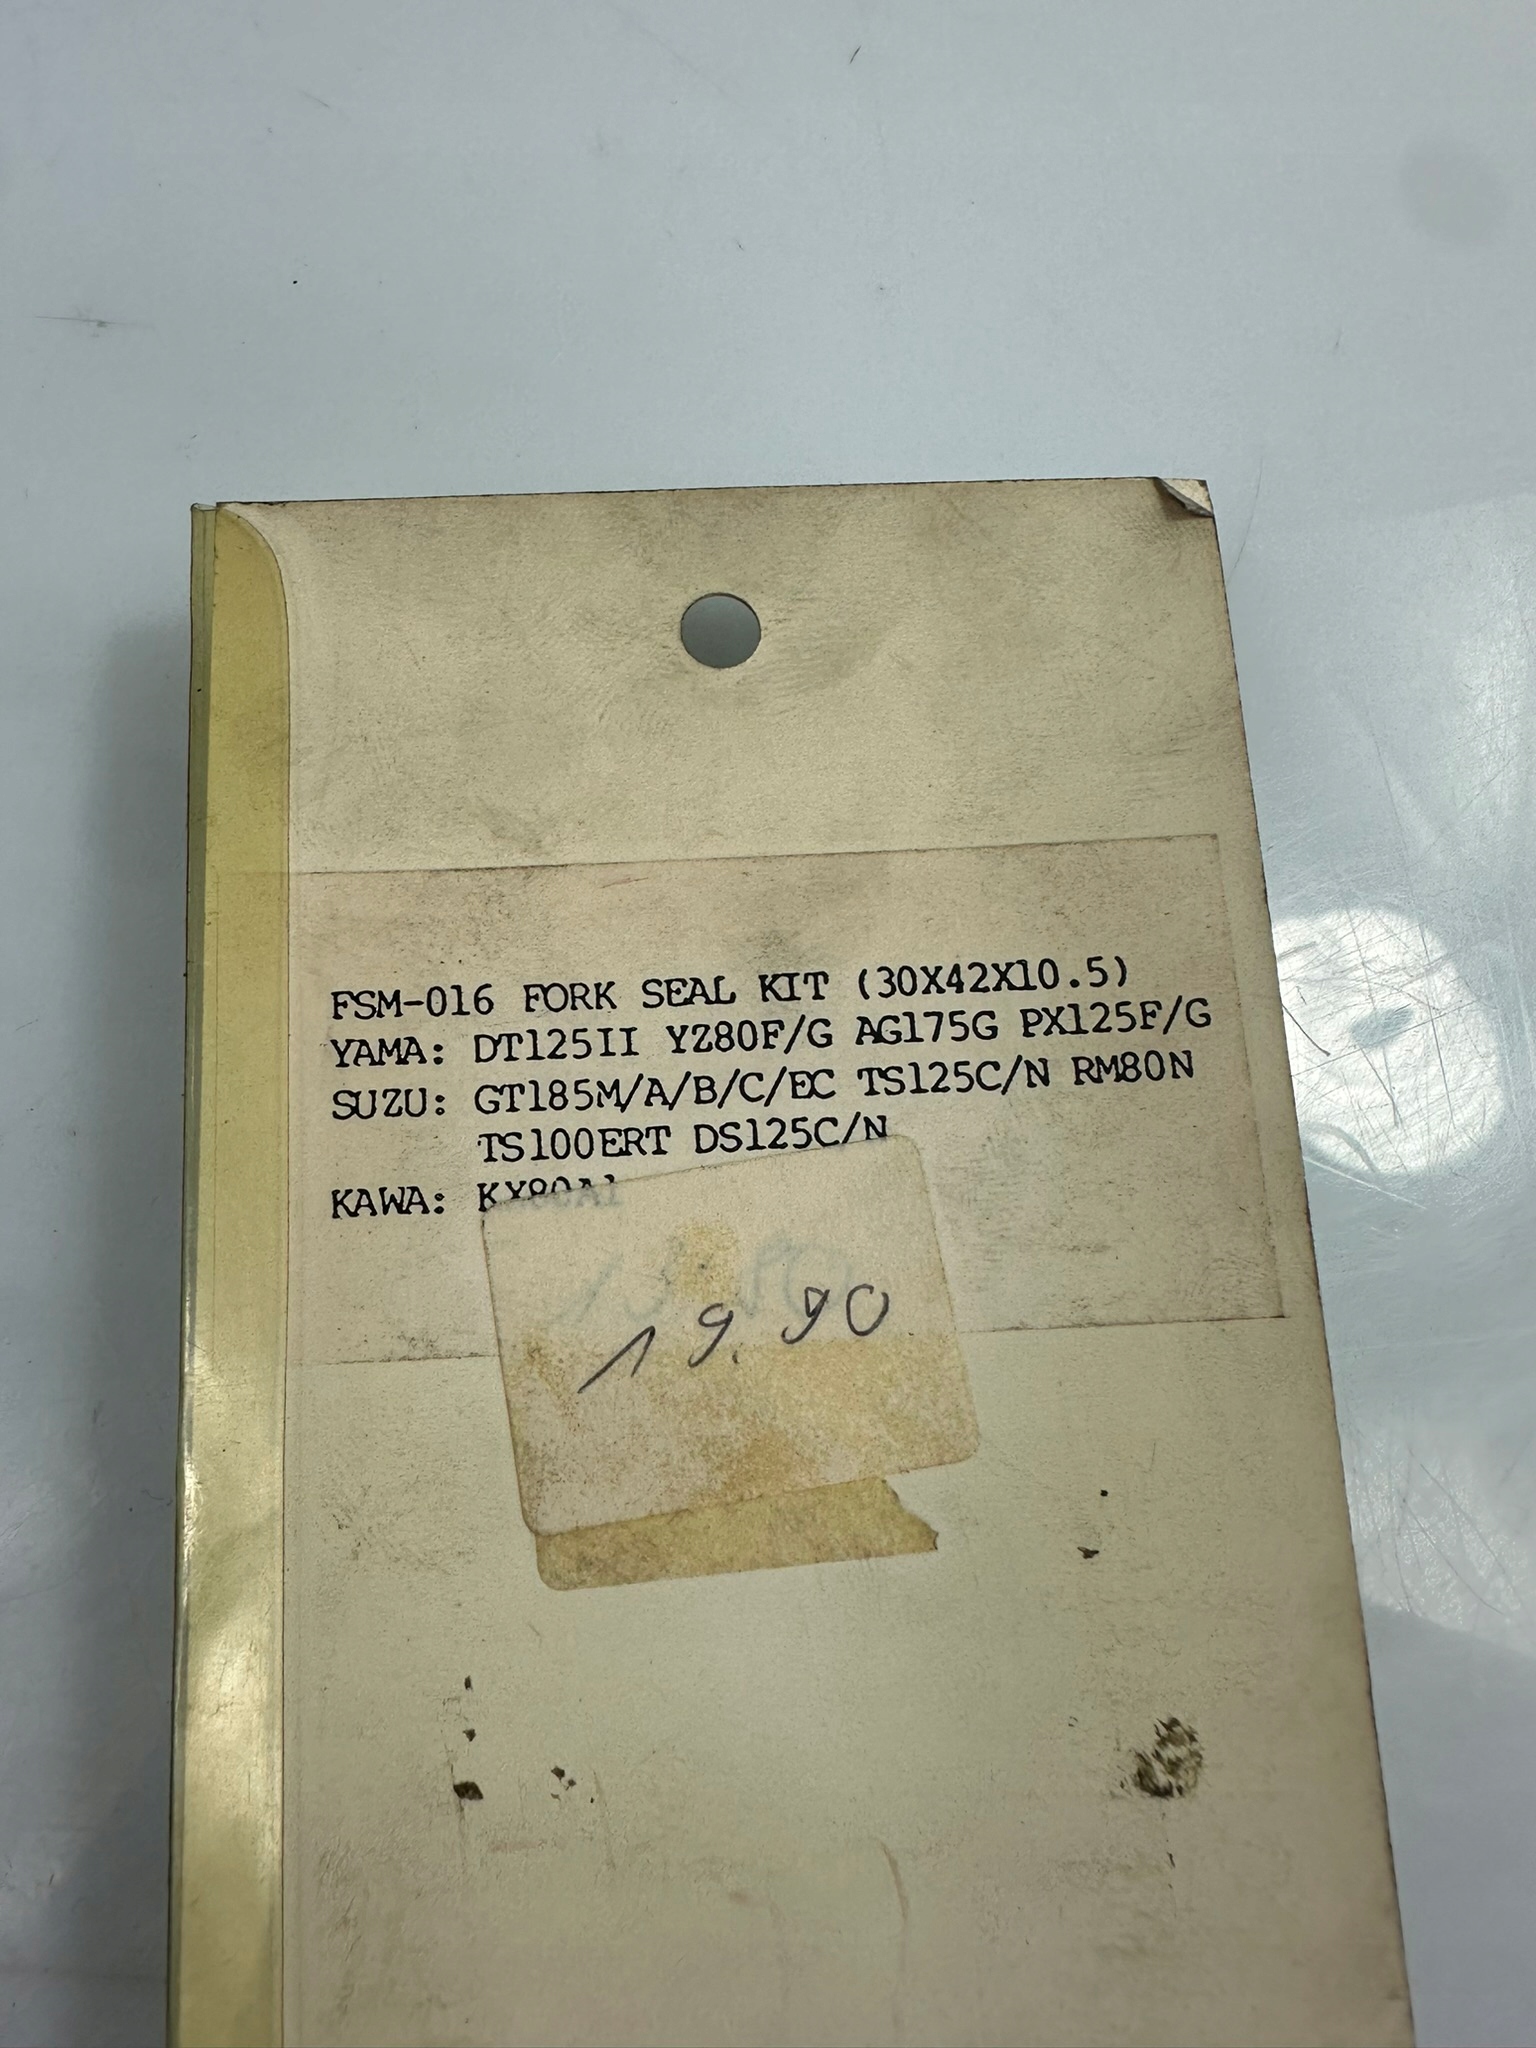 FSM-016 FORK SEAL KIT (30X42X10.5)
YAMA: DT125II YZ80F/G AG175G PX125F/G
SUZU: GT185M/A/B/C/EC TS125C/N RM80N
TS100ERT DS125C/N
KAWA: KX80A1
19.90